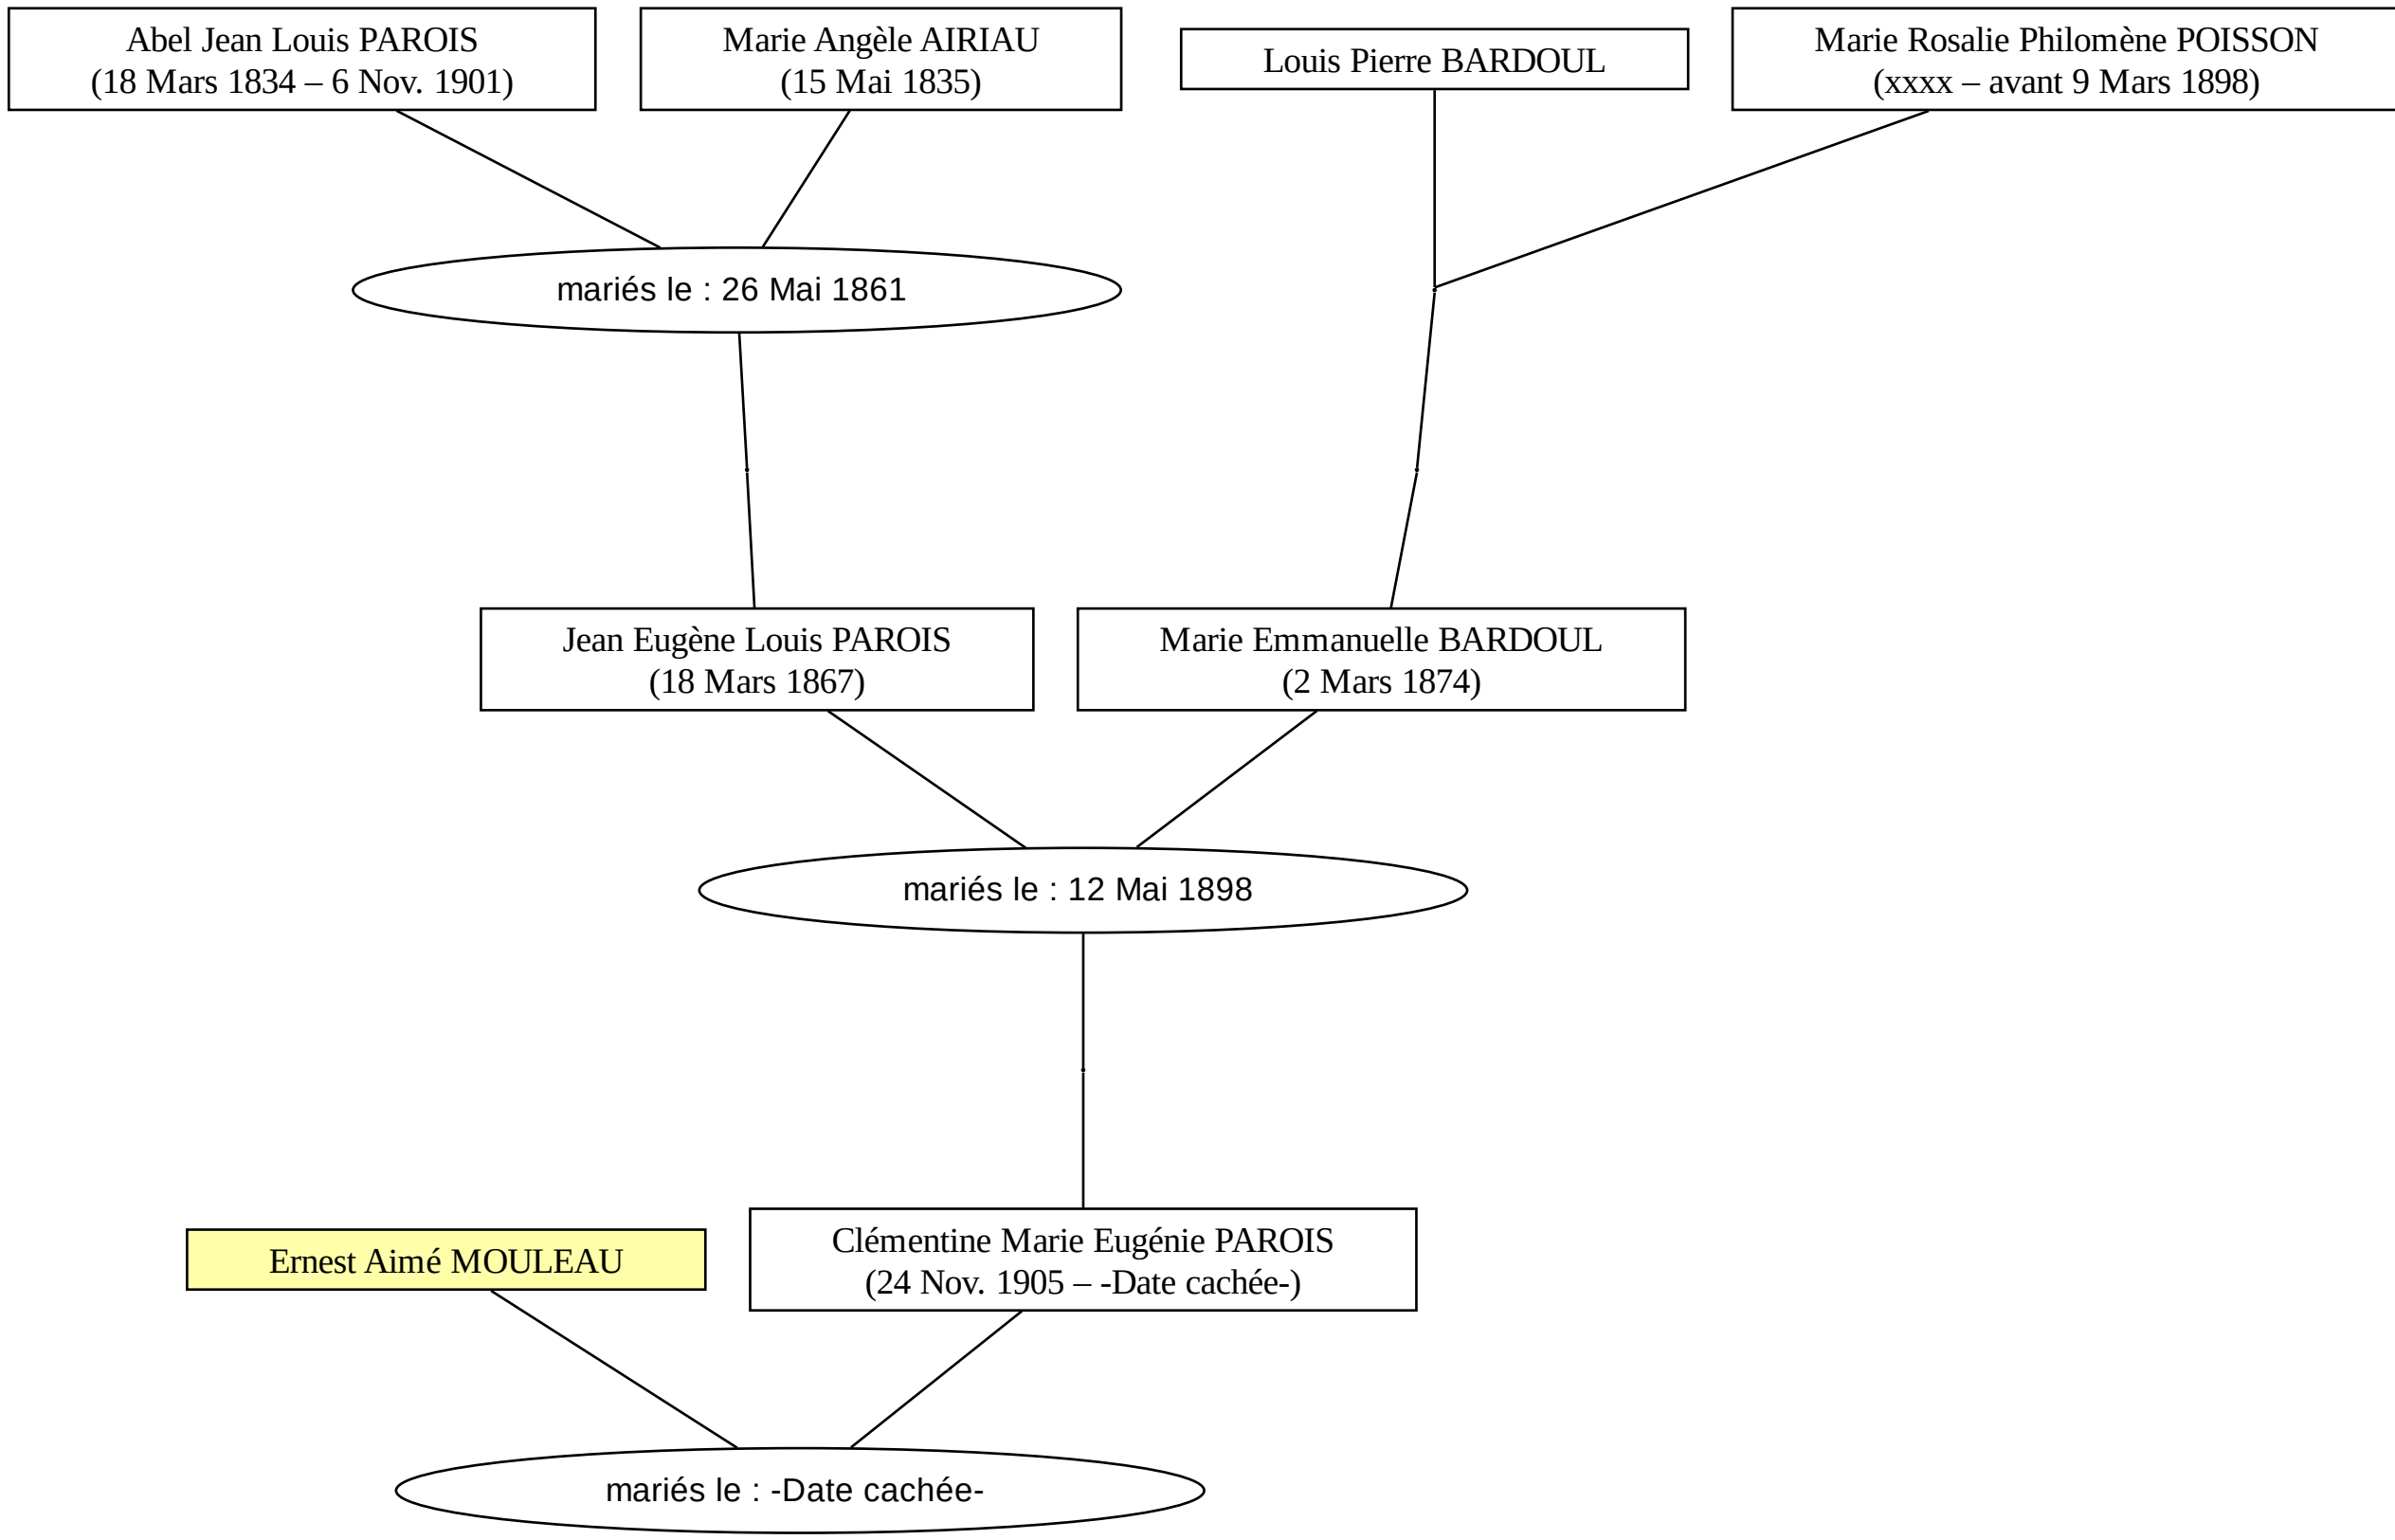 Abel Jean Louis PAROIS
(18 Mars 1834 – 6 Nov. 1901)
Marie Angèle AIRIAU
(15 Mai 1835)
Louis Pierre BARDOUL
Marie Rosalie Philomène POISSON
(xxxx – avant 9 Mars 1898)
mariés le : 26 Mai 1861
Jean Eugène Louis PAROIS
(18 Mars 1867)
Marie Emmanuelle BARDOUL
(2 Mars 1874)
mariés le : 12 Mai 1898
Ernest Aimé MOULEAU
Clémentine Marie Eugénie PAROIS
(24 Nov. 1905 – -Date cachée-)
mariés le : -Date cachée-